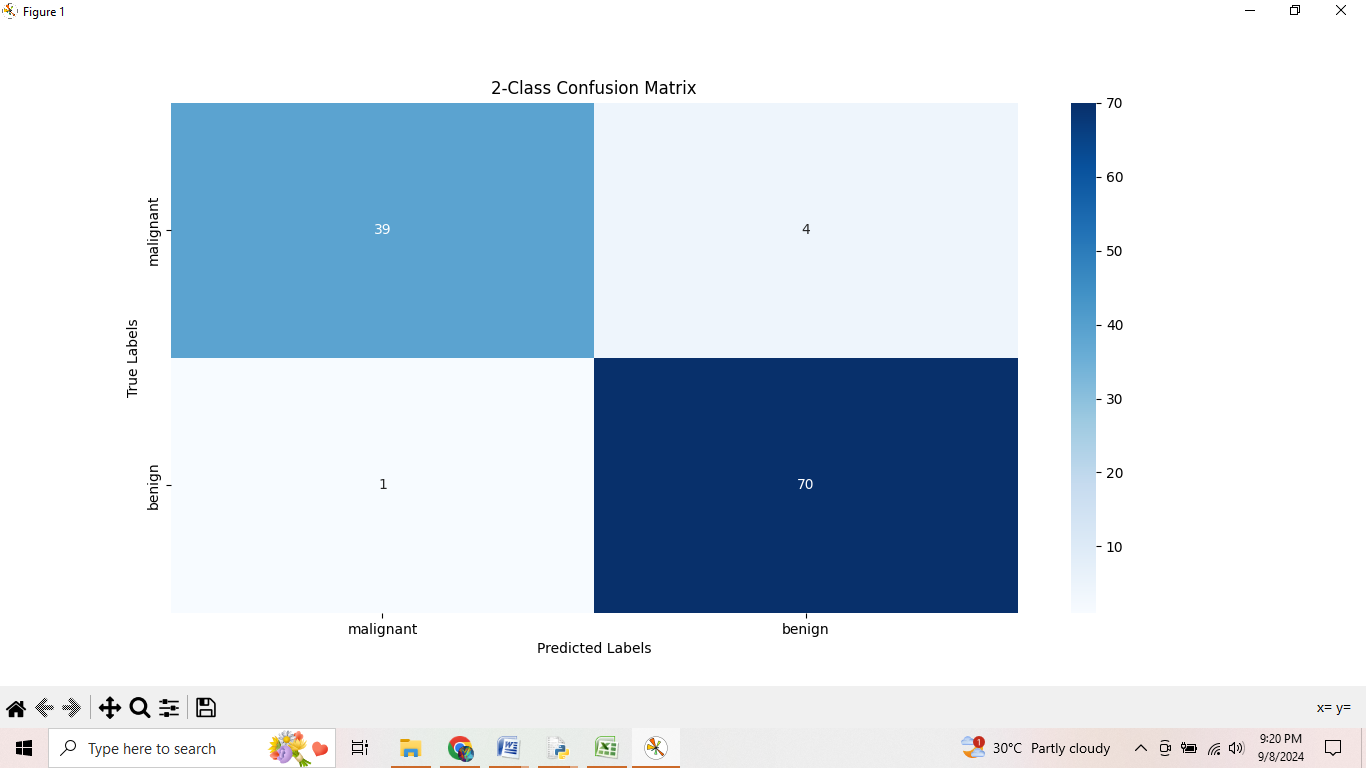 Figure 1
2-Class Confusion Matrix
True Labels
malignant
benign
39
4
1
70
malignant
benign
Predicted Labels
70
60
50
40
30
20
10
x= y=
Type here to search
1
30°C Partly cloudy
9:20 PM
9/8/2024